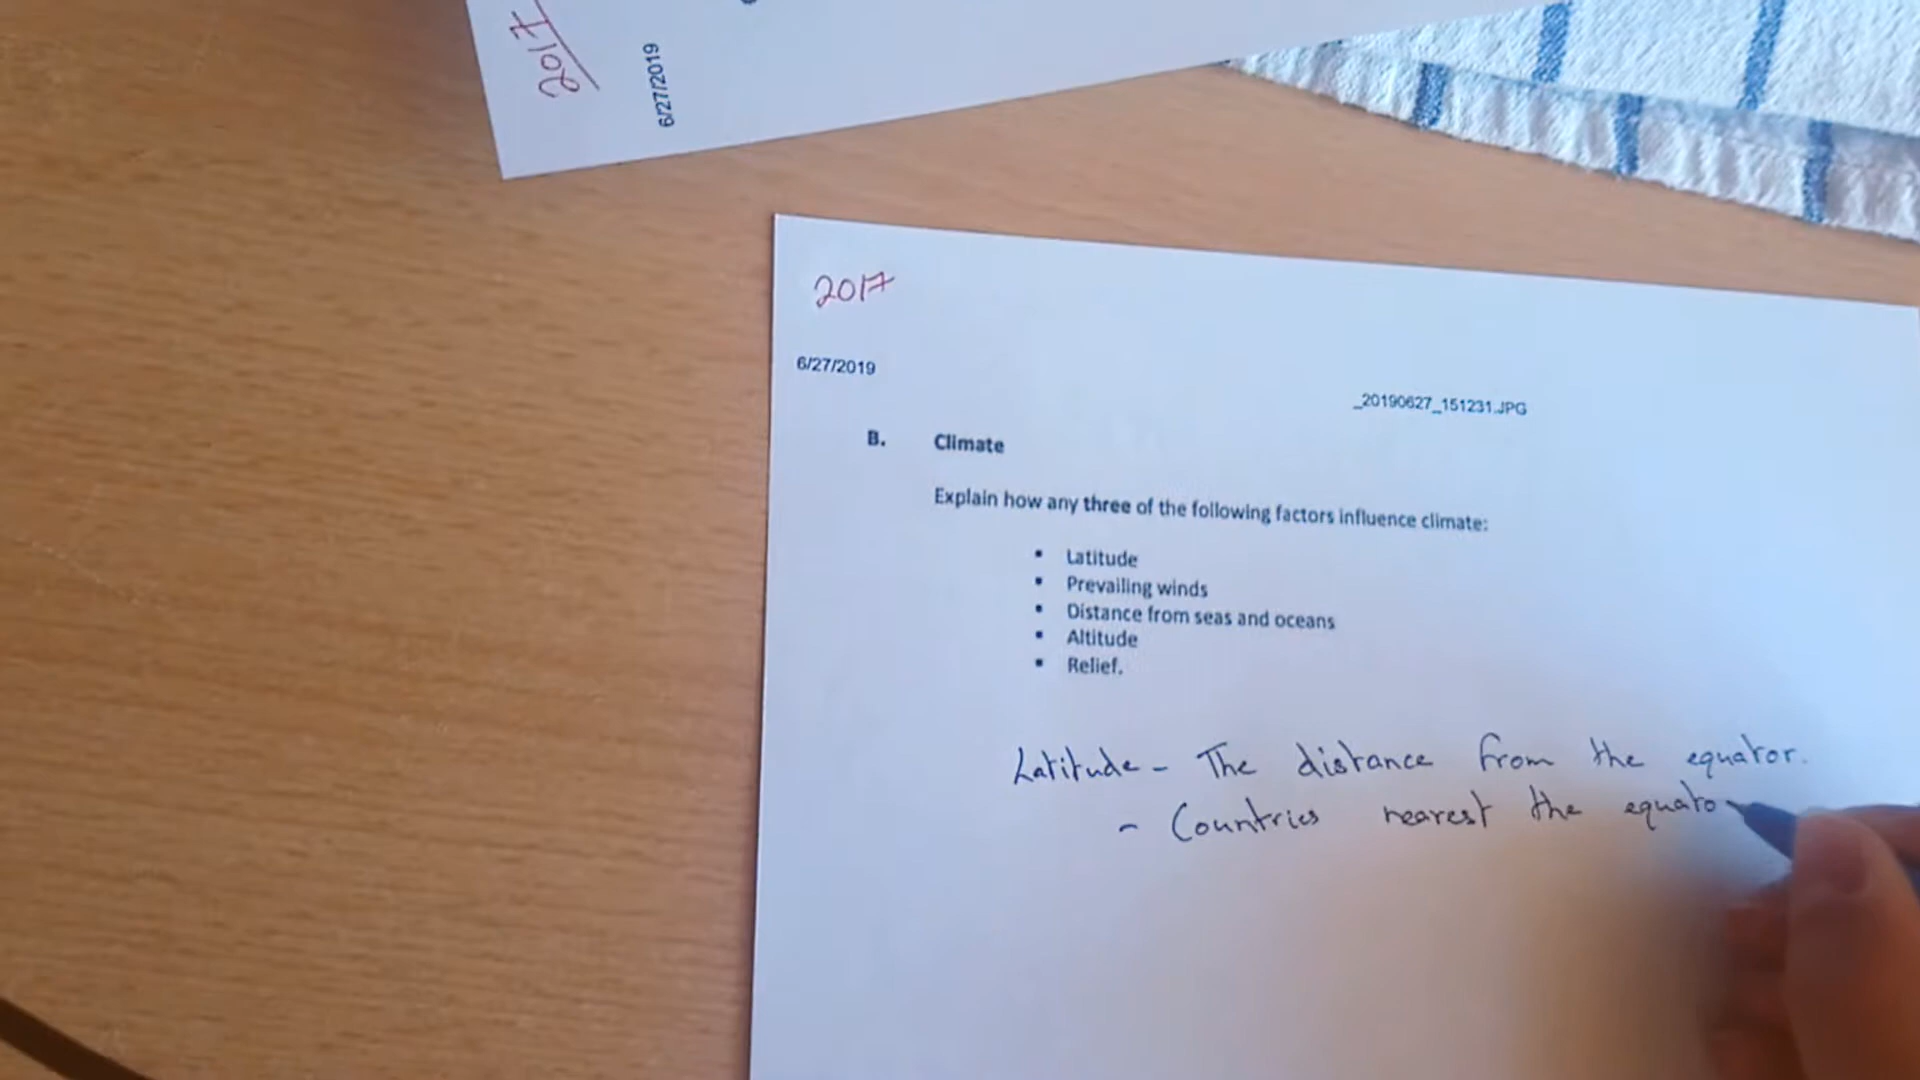 2017
6/27/2019
2017
6/27/2019
_20190627_151231.JPG
B. Climate
Explain how any three of the following factors influence climate:
▪ Latitude
▪ Prevailing winds
▪ Distance from seas and oceans
▪ Altitude
▪ Relief.
Latitude - The distance from the equator.
- Countries nearest the equato